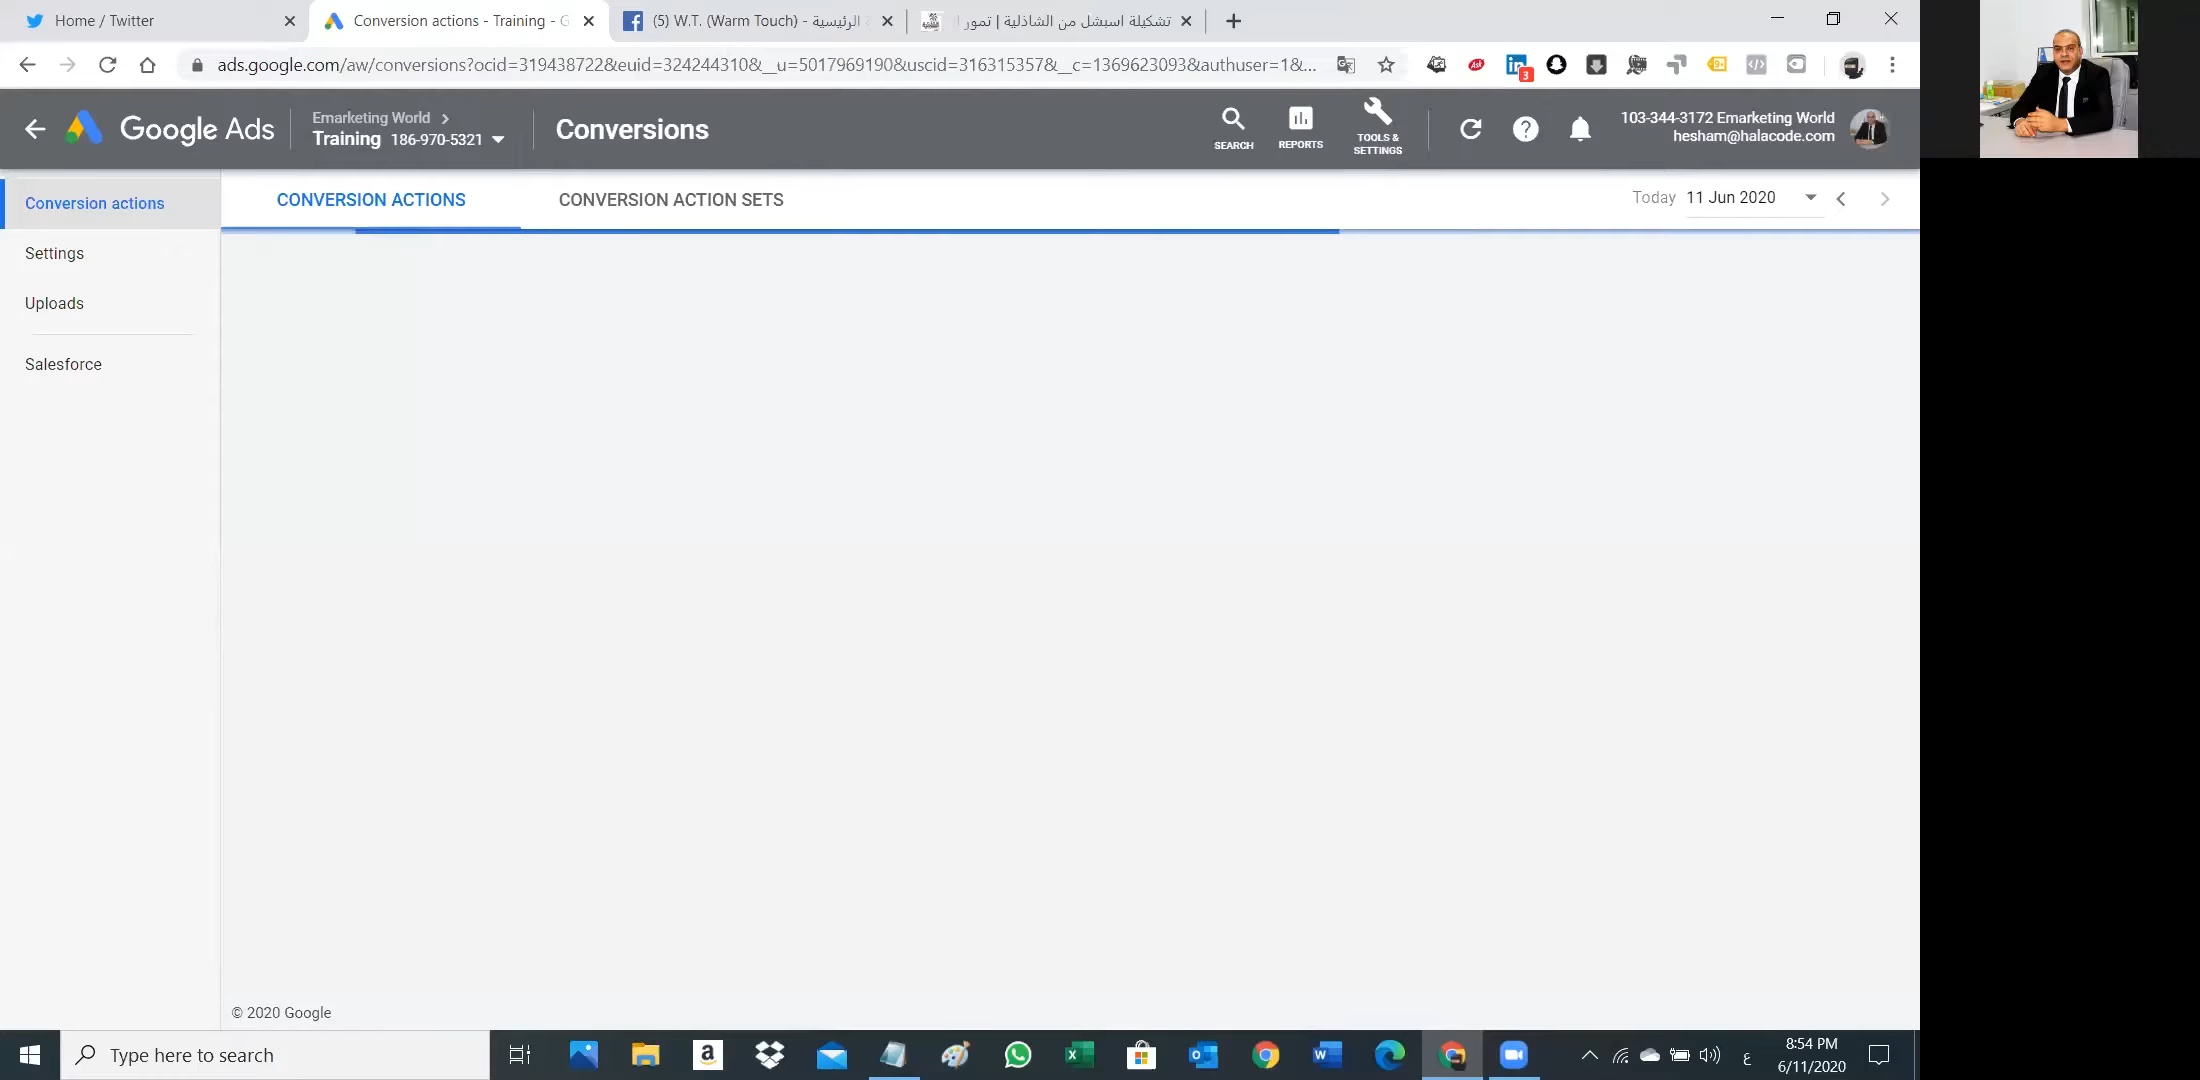 Home / Twitter
Conversion actions - Training - G
(5) W.T. (Warm Touch) - الرئيسية
تشكيلة اسبشل من الشاذلية | تمور ا
ads.google.com/aw/conversions?ocid=319438722&euid=324244310&__u=5017969190&uscid=316315357&__c=1369623093&authuser=1&...
Ask
3
Google Ads
Emarketing World >
Training 186-970-5321
Conversions
SEARCH
REPORTS
TOOLS &
SETTINGS
103-344-3172 Emarketing World
hesham@halacode.com
Conversion actions
Settings
Uploads
Salesforce
CONVERSION ACTIONS
CONVERSION ACTION SETS
Today 11 Jun 2020
© 2020 Google
Type here to search
ع
8:54 PM
6/11/2020